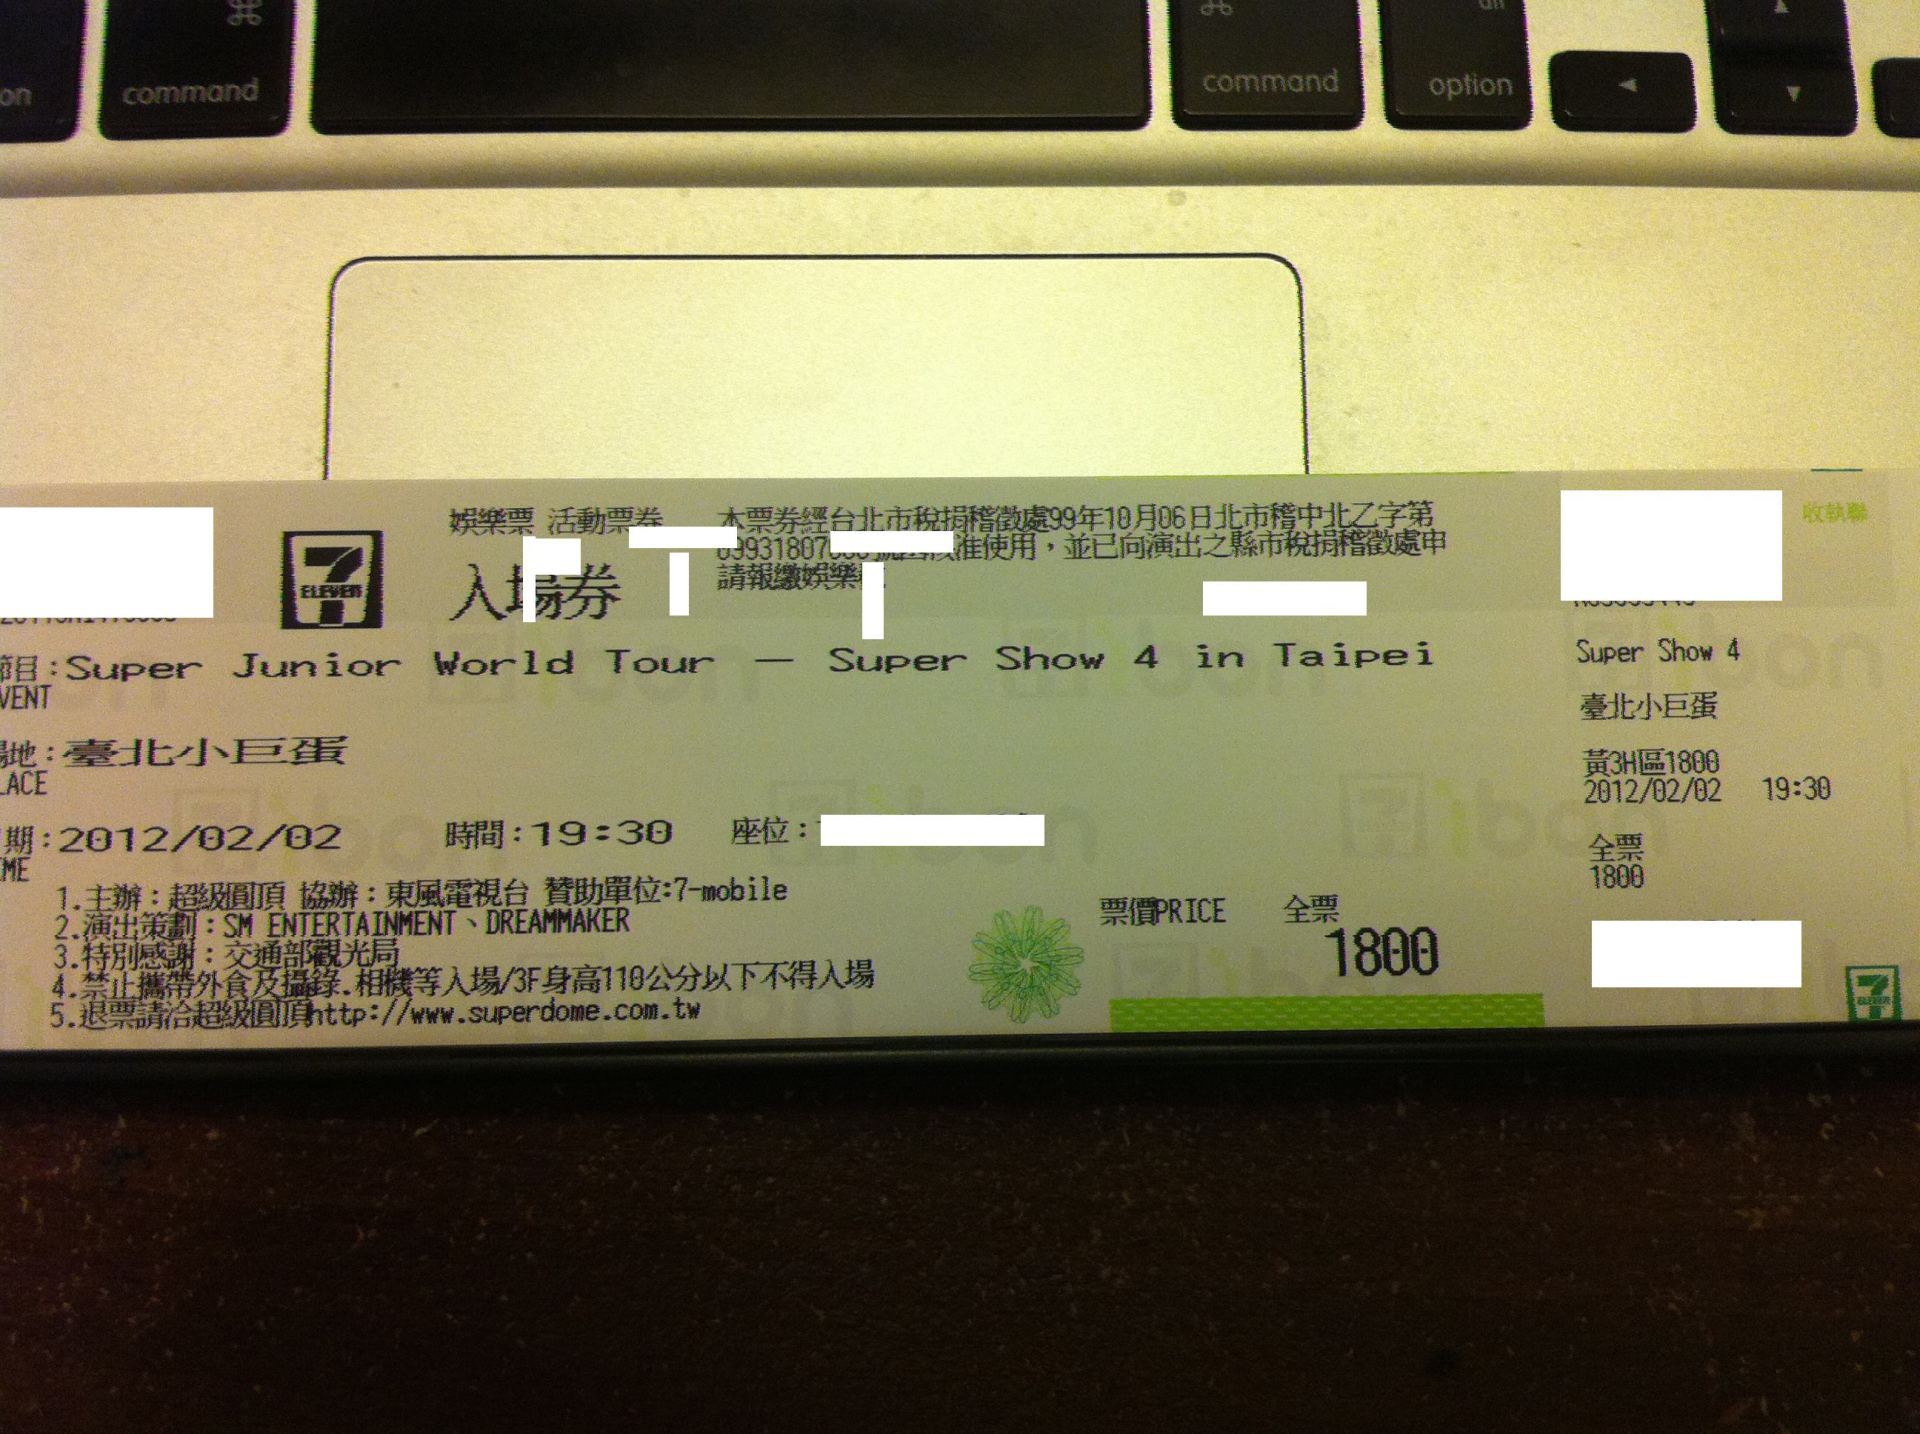 on
command
command
option
7
ELEVEN
娛樂票 活動票券
入場券
本票券經台北市稅捐稽徵處99年10月06日北市稽中北乙字第
准使用，並已向演出之縣市稅捐稽徵處申
請報繳娛樂
收執聯
節目:Super Junior World Tour — Super Show 4 in Taipei
VENT
地:臺北小巨蛋
LACE
期:2012/02/02 時間:19:30 座位:
ME
1.主辦：超級圓頂 協辦：東風電視台 贊助單位:7-mobile
2.演出策劃：SM ENTERTAINMENT、DREAMMAKER
3.特別感謝：交通部觀光局
4.禁止攜帶外食及攝錄.相機等入場/3F身高110公分以下不得入場
5.退票請洽超級圓頂http://www.superdome.com.tw
票價PRICE 全票
1800
Super Show 4
臺北小巨蛋
黃3H區1800
2012/02/02 19:30
全票
1800
7
ELEVEN